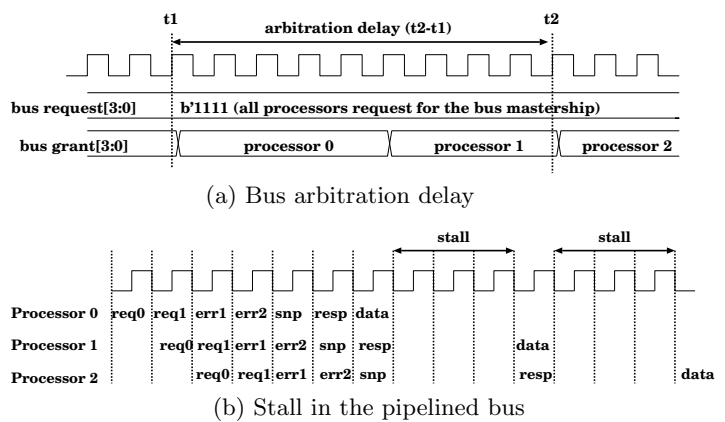 t1 t2
arbitration delay (t2-t1)
bus request[3:0] b'1111 (all processors request for the bus mastership)
bus grant[3:0] processor 0 processor 1 processor 2
(a) Bus arbitration delay
stall stall
Processor 0 req0 req1 err1 err2 snp resp data
Processor 1 req0 req1 err1 err2 snp resp data
Processor 2 req0 req1 err1 err2 snp resp data
(b) Stall in the pipelined bus